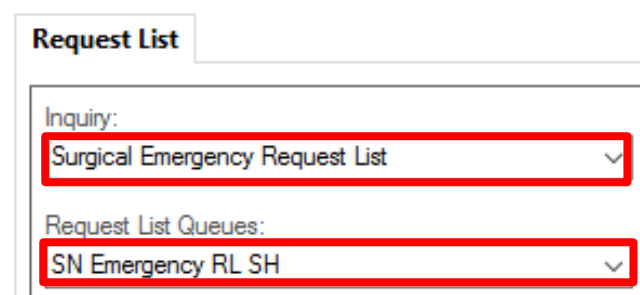 Request List
Inquiry:
Surgical Emergency Request List
Request List Queues:
SN Emergency RL SH